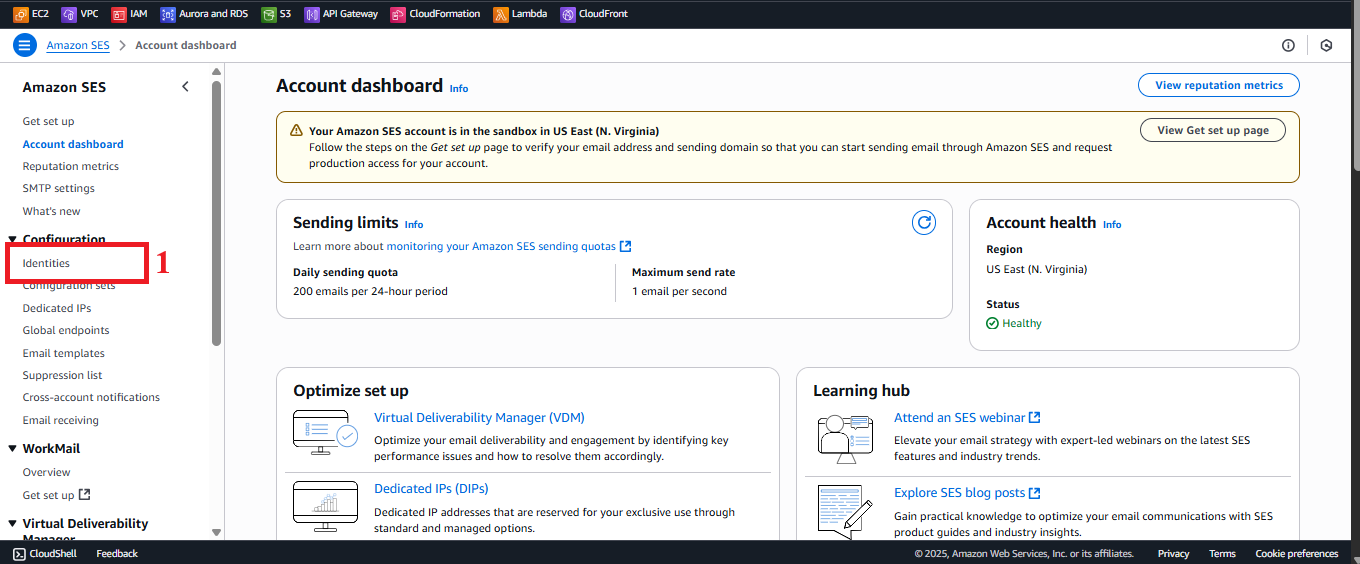 EC2 VPC IAM Aurora and RDS S3 API Gateway CloudFormation Lambda CloudFront
Amazon SES > Account dashboard
Amazon SES
Get set up
Account dashboard
Reputation metrics
SMTP settings
What's new
Configuration
Identities
1
Configuration sets
Dedicated IPs
Global endpoints
Email templates
Suppression list
Cross-account notifications
Email receiving
WorkMail
Overview
Get set up
Virtual Deliverability
Manager
Account dashboard Info
View reputation metrics
Your Amazon SES account is in the sandbox in US East (N. Virginia)
Follow the steps on the Get set up page to verify your email address and sending domain so that you can start sending email through Amazon SES and request
production access for your account.
View Get set up page
Sending limits Info
Learn more about monitoring your Amazon SES sending quotas
Daily sending quota
200 emails per 24-hour period
Maximum send rate
1 email per second
Account health Info
Region
US East (N. Virginia)
Status
Healthy
Optimize set up
Virtual Deliverability Manager (VDM)
Optimize your email deliverability and engagement by identifying key
performance issues and how to resolve them accordingly.
Dedicated IPs (DIPs)
Dedicated IP addresses that are reserved for your exclusive use through
standard and managed options.
Learning hub
Attend an SES webinar
Elevate your email strategy with expert-led webinars on the latest SES
features and industry trends.
Explore SES blog posts
Gain practical knowledge to optimize your email communications with SES
product guides and industry insights.
CloudShell Feedback
© 2025, Amazon Web Services, Inc. or its affiliates. Privacy Terms Cookie preferences